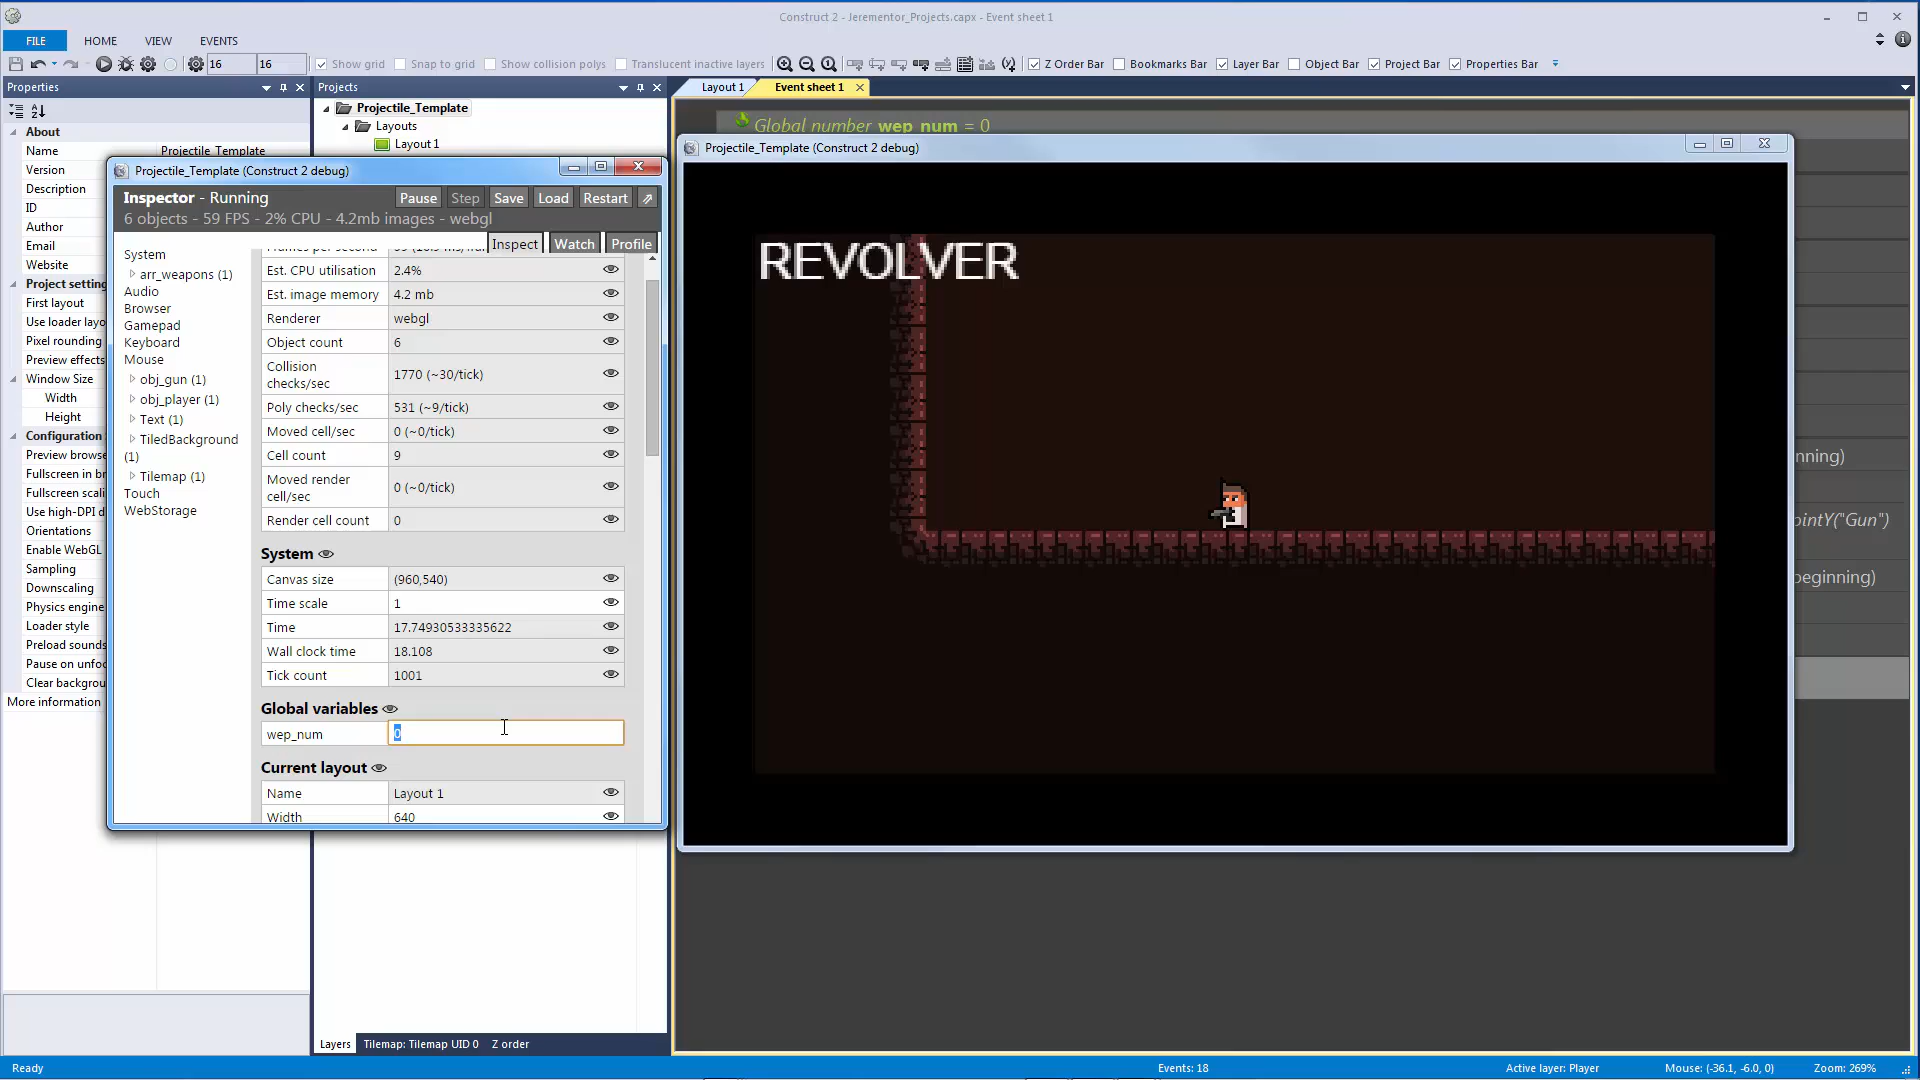 Construct 2 - Jerementor_Projects.capx - Event sheet 1
FILE HOME VIEW EVENTS
16 16 Show grid Snap to grid Show collision polys Translucent inactive layers Z Order Bar Bookmarks Bar Layer Bar Object Bar Project Bar Properties Bar
Properties
About
Name Projectile_Template
Version
Description
ID
Author
Email
Website
Project setting
First layout
Use loader layo
Pixel rounding
Preview effects
Window Size
Width
Height
Configuration
Preview browse
Fullscreen in br
Fullscreen scali
Use high-DPI d
Orientations
Enable WebGL
Sampling
Downscaling
Physics engine
Loader style
Preload sounds
Pause on unfoc
Clear backgrou
More information
Projects
Projectile_Template
Layouts
Layout 1
Layers Tilemap: Tilemap UID 0 Z order
Layout 1 Event sheet 1
Global number wep_num = 0
nning)
ointY("Gun")
beginning)
Projectile_Template (Construct 2 debug)
Inspector - Running
Pause Step Save Load Restart
6 objects - 59 FPS - 2% CPU - 4.2mb images - webgl
Inspect Watch Profile
System
arr_weapons (1)
Audio
Browser
Gamepad
Keyboard
Mouse
obj_gun (1)
obj_player (1)
Text (1)
TiledBackground
(1)
Tilemap (1)
Touch
WebStorage
Est. CPU utilisation 2.4%
Est. image memory 4.2 mb
Renderer webgl
Object count 6
Collision
checks/sec 1770 (~30/tick)
Poly checks/sec 531 (~9/tick)
Moved cell/sec 0 (~0/tick)
Cell count 9
Moved render
cell/sec 0 (~0/tick)
Render cell count 0
System
Canvas size (960,540)
Time scale 1
Time 17.74930533335622
Wall clock time 18.108
Tick count 1001
Global variables
wep_num 0
Current layout
Name Layout 1
Width 640
Projectile_Template (Construct 2 debug)
REVOLVER
Ready Events: 18 Active layer: Player Mouse: (-36.1, -6.0, 0) Zoom: 269%